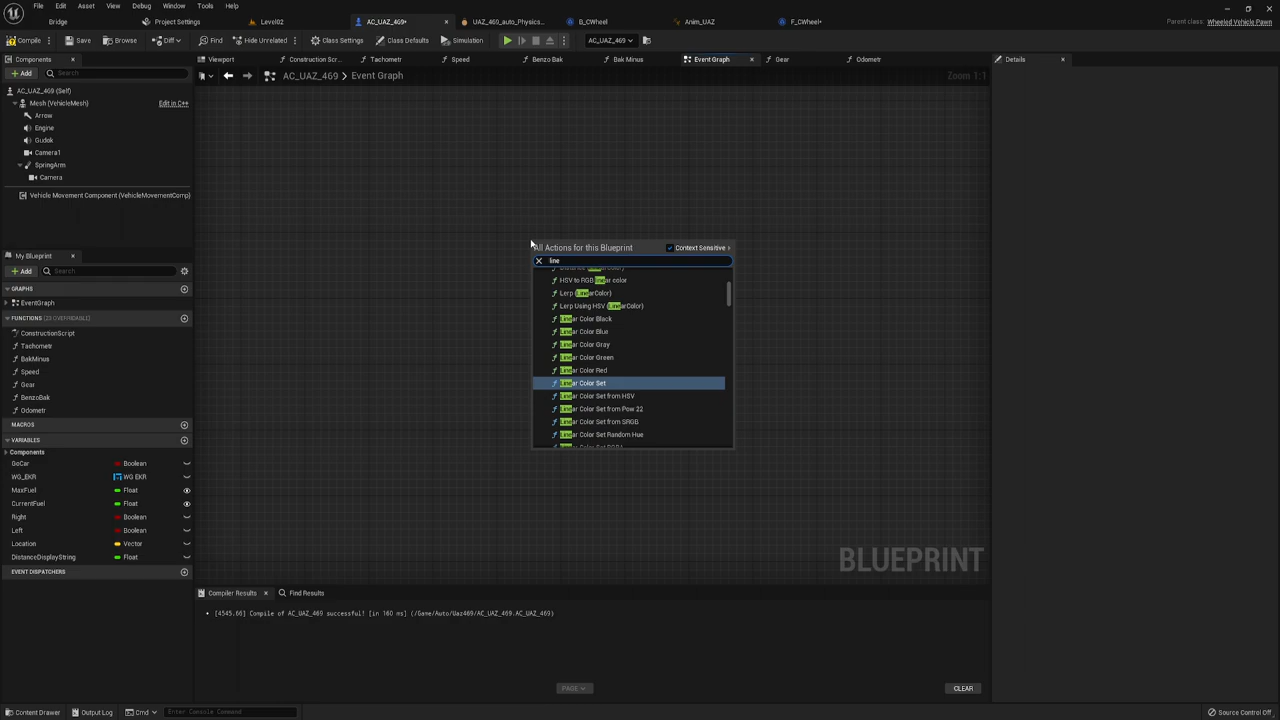 File Edit Asset View Debug Window Tools Help
Bridge Project Settings Level02 AC_UAZ_469* UAZ_469_auto_Physics... B_CWheel Anim_UAZ F_CWheel* Parent class: Wheeled Vehicle Pawn
Compile Save Browse Diff Find Hide Unrelated Class Settings Class Defaults Simulation AC_UAZ_469
Components Viewport Construction Scr... Tachometr Speed Benzo Bak Bak Minus Event Graph Gear Odometr Details
Add Search AC_UAZ_469 Event Graph Zoom 1:1
AC_UAZ_469 (Self)
Mesh (VehicleMesh) Edit in C++
Arrow
Engine
Gudok
Camera1
SpringArm
Camera
Vehicle Movement Component (VehicleMovementComp)
My Blueprint
Add Search
GRAPHS
EventGraph
FUNCTIONS (23 OVERRIDABLE)
ConstructionScript
Tachometr
BakMinus
Speed
Gear
BenzoBak
Odometr
MACROS
VARIABLES
Components
GoCar Boolean
WG_EKR WG EKR
MaxFuel Float
CurrentFuel Float
Right Boolean
Left Boolean
Location Vector
DistanceDisplayString Float
EVENT DISPATCHERS
All Actions for this Blueprint Context Sensitive
line
HSV to RGB linear color
Lerp (LinearColor)
Lerp Using HSV (LinearColor)
Linear Color Black
Linear Color Blue
Linear Color Gray
Linear Color Green
Linear Color Red
Linear Color Set
Linear Color Set from HSV
Linear Color Set from Pow 22
Linear Color Set from SRGB
Linear Color Set Random Hue
BLUEPRINT
Compiler Results Find Results
[4545.66] Compile of AC_UAZ_469 successful! [in 160 ms] (/Game/Auto/Uaz469/AC_UAZ_469.AC_UAZ_469)
PAGE CLEAR
Content Drawer Output Log Cmd Enter Console Command Source Control Off